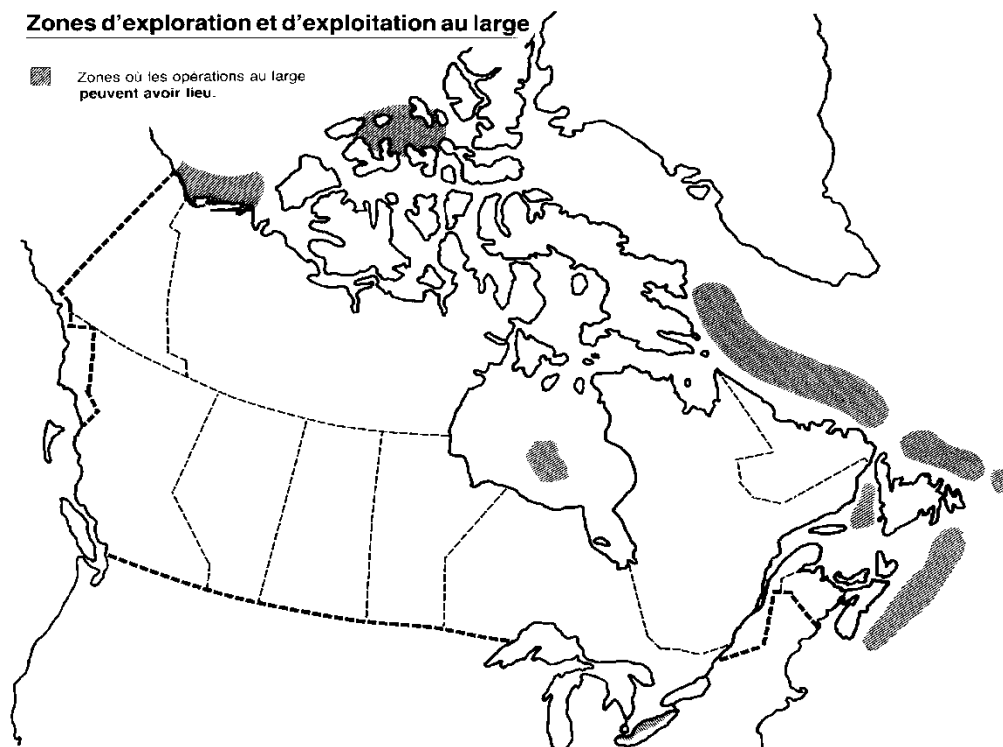 Zones d'exploration et d'exploitation au large
Zones où les opérations au large
peuvent avoir lieu.